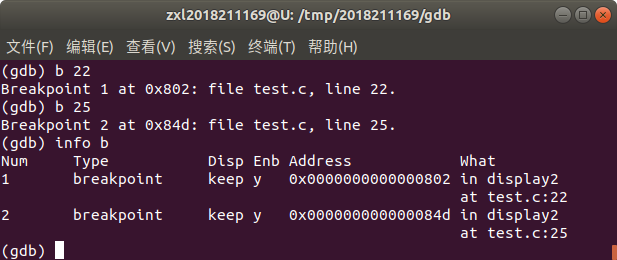 zxl2018211169@U: /tmp/2018211169/gdb
文件(F) 编辑(E) 查看(V) 搜索(S) 终端(T) 帮助(H)
(gdb) b 22
Breakpoint 1 at 0x802: file test.c, line 22.
(gdb) b 25
Breakpoint 2 at 0x84d: file test.c, line 25.
(gdb) info b
Num     Type           Disp Enb Address            What
1       breakpoint     keep y   0x0000000000000802 in display2
                                                   at test.c:22
2       breakpoint     keep y   0x000000000000084d in display2
                                                   at test.c:25
(gdb)